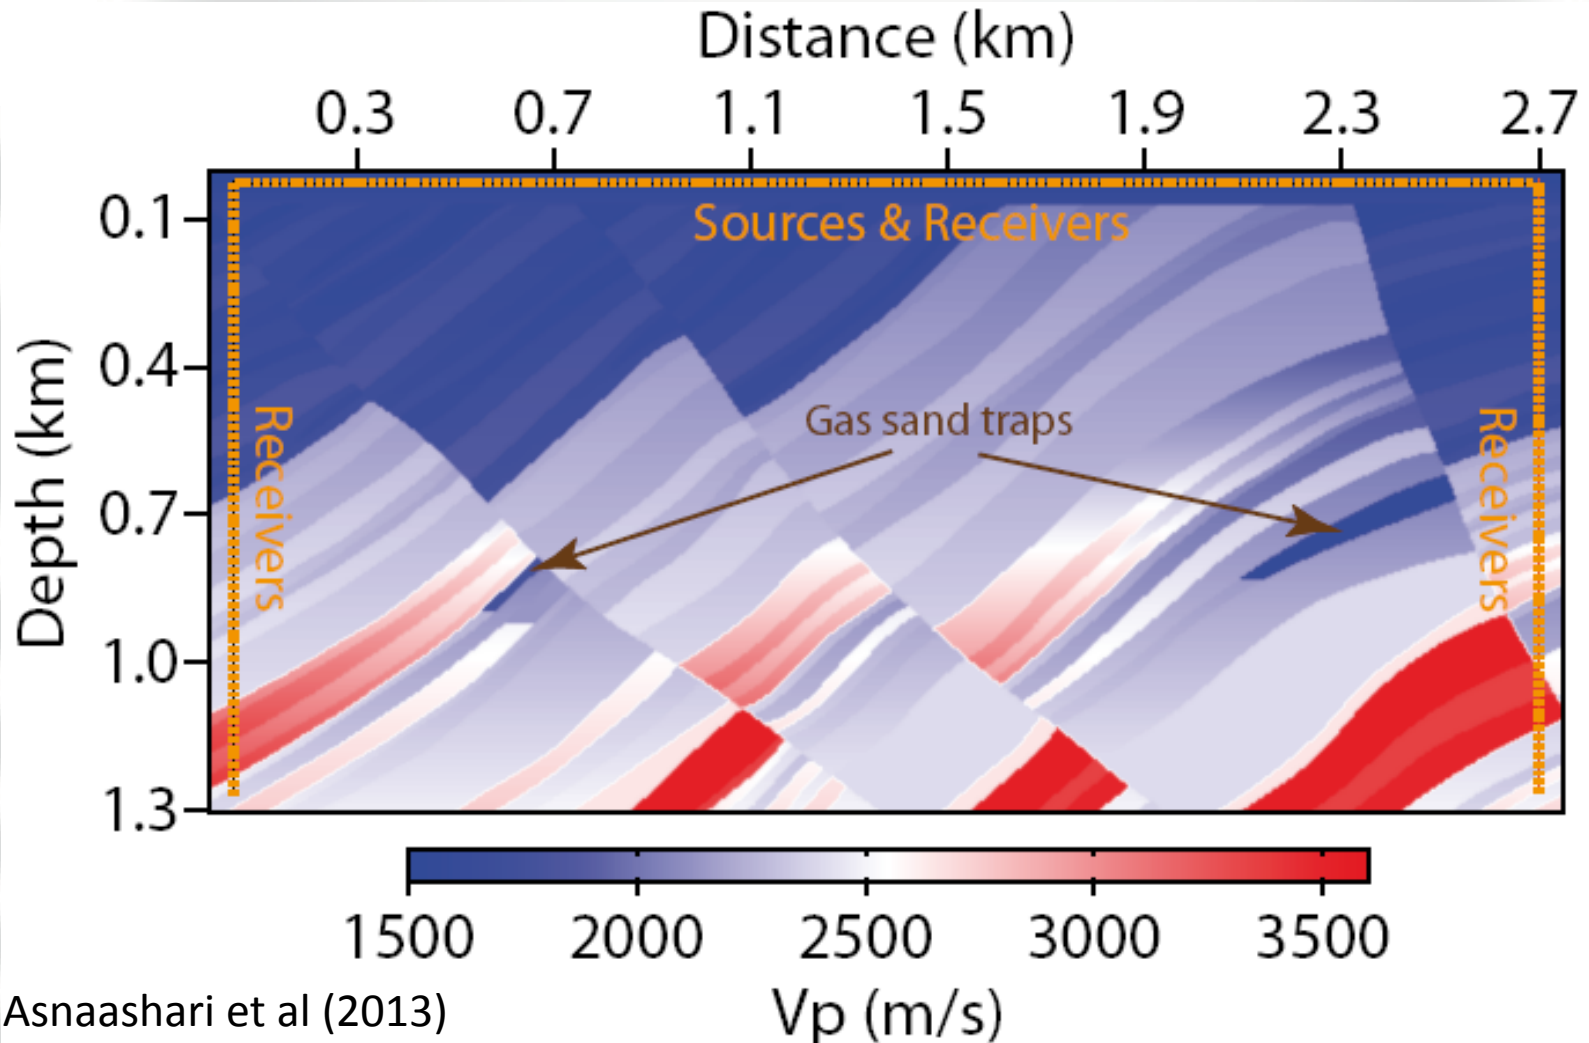 Distance (km)
0.3 0.7 1.1 1.5 1.9 2.3 2.7
Depth (km)
0.1
0.4
0.7
1.0
1.3
Sources & Receivers
Receivers
Gas sand traps
Receivers
1500 2000 2500 3000 3500
Vp (m/s)
Asnaashari et al (2013)